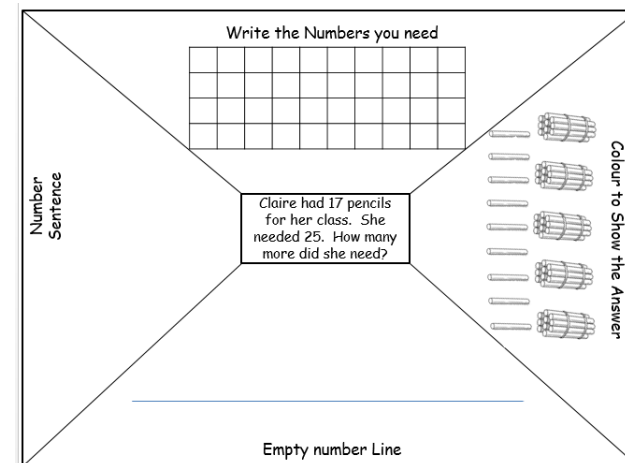 Write the Numbers you need
Number
Sentence
Claire had 17 pencils
for her class. She
needed 25. How many
more did she need?
Colour to Show the Answer
Empty number Line